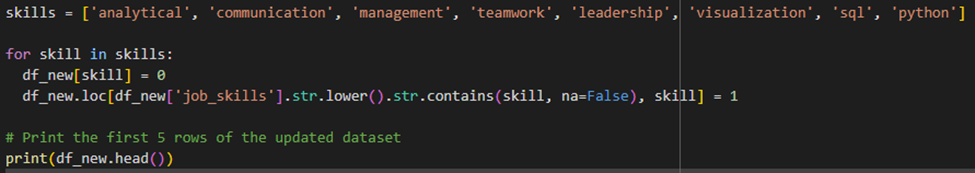 skills = ['analytical', 'communication', 'management', 'teamwork', 'leadership', 'visualization', 'sql', 'python']
for skill in skills:
  df_new[skill] = 0
  df_new.loc[df_new['job_skills'].str.lower().str.contains(skill, na=False), skill] = 1
# Print the first 5 rows of the updated dataset
print(df_new.head())